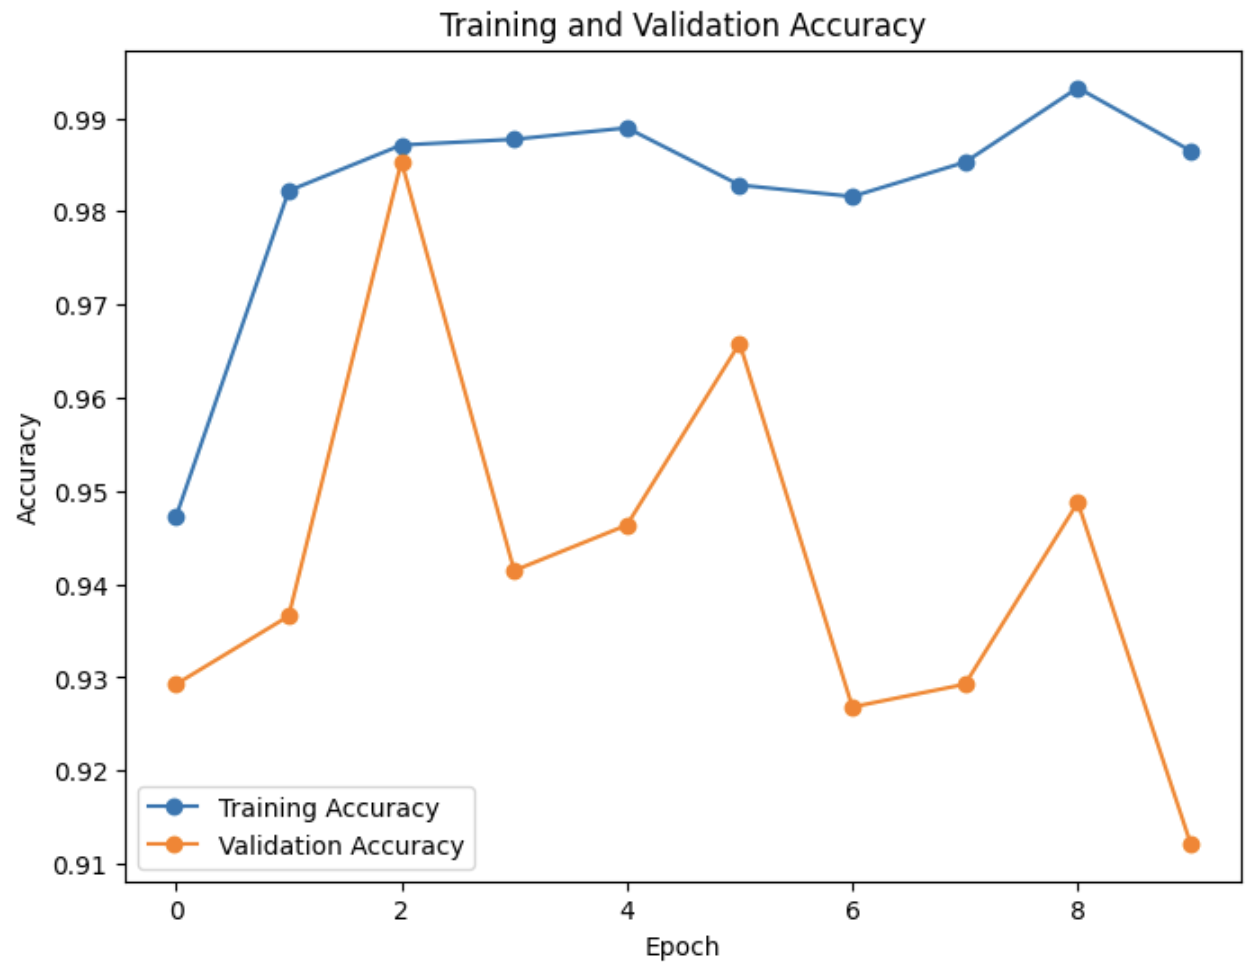 Training and Validation Accuracy
0.99
0.98
0.97
0.96
0.95
0.94
0.93
0.92
0.91
Accuracy
Training Accuracy
Validation Accuracy
0 2 4 6 8
Epoch